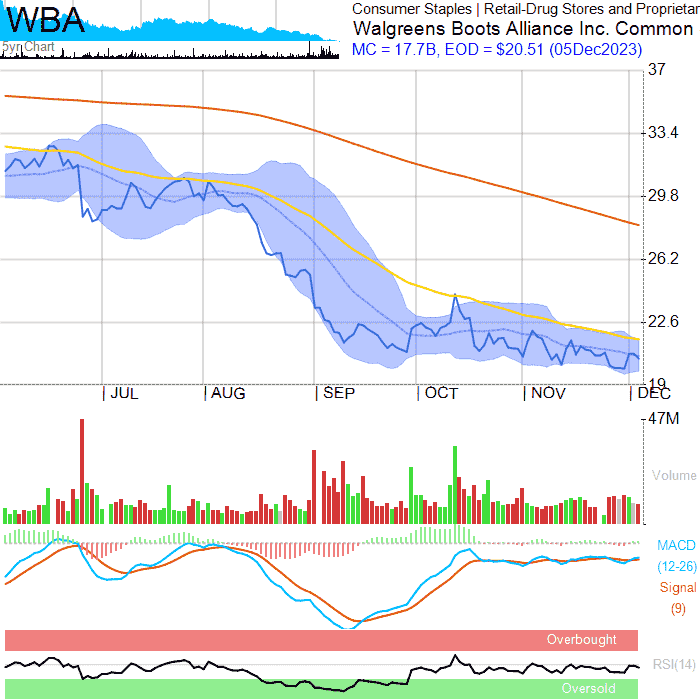 WBA
5yr Chart
Consumer Staples | Retail-Drug Stores and Proprietar
Walgreens Boots Alliance Inc. Common
MC = 17.7B, EOD = $20.51 (05Dec2023)
37
33.4
29.8
26.2
22.6
19
JUL AUG SEP OCT NOV DEC
47M
Volume
MACD
(12-26)
Signal
(9)
Overbought
RSI(14)
Oversold